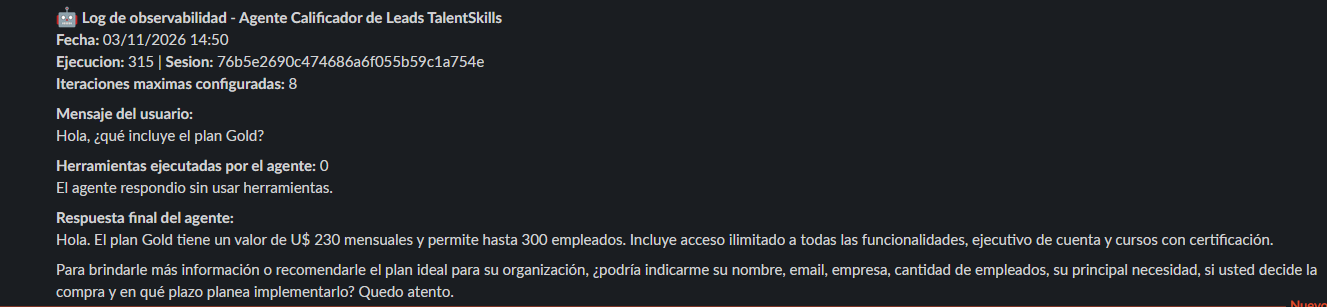 🤖 Log de observabilidad - Agente Calificador de Leads TalentSkills
Fecha: 03/11/2026 14:50
Ejecucion: 315 | Sesion: 76b5e2690c474686a6f055b59c1a754e
Iteraciones maximas configuradas: 8
Mensaje del usuario:
Hola, ¿qué incluye el plan Gold?
Herramientas ejecutadas por el agente: 0
El agente respondio sin usar herramientas.
Respuesta final del agente:
Hola. El plan Gold tiene un valor de U$ 230 mensuales y permite hasta 300 empleados. Incluye acceso ilimitado a todas las funcionalidades, ejecutivo de cuenta y cursos con certificación.
Para brindarle más información o recomendarle el plan ideal para su organización, ¿podría indicarme su nombre, email, empresa, cantidad de empleados, su principal necesidad, si usted decide la
compra y en qué plazo planea implementarlo? Quedo atento.